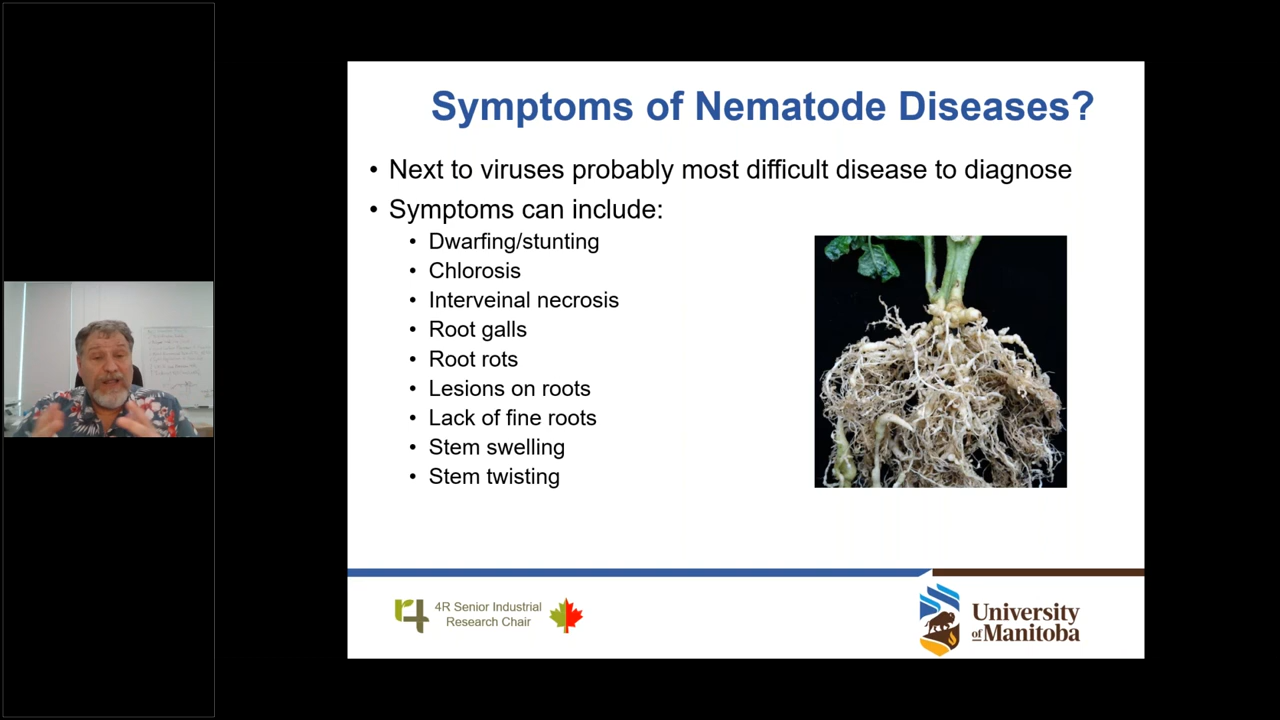 Symptoms of Nematode Diseases?
• Next to viruses probably most difficult disease to diagnose
• Symptoms can include:
• Dwarfing/stunting
• Chlorosis
• Interveinal necrosis
• Root galls
• Root rots
• Lesions on roots
• Lack of fine roots
• Stem swelling
• Stem twisting
r4
4R Senior Industrial
Research Chair
University
of Manitoba